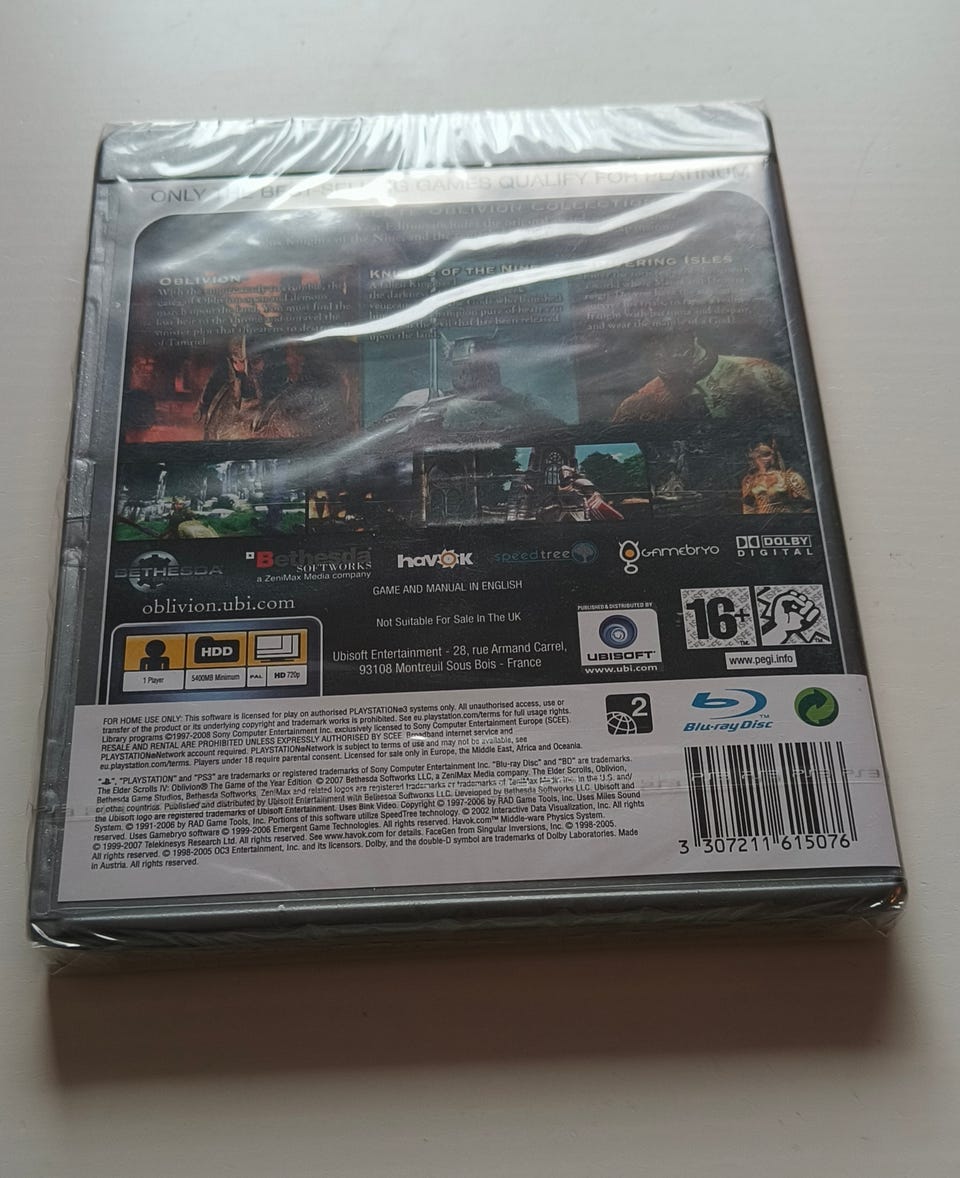 ONLY THE BEST-SELLING GAMES QUALIFY FOR PLATINUM
OBLIVION COLLECTION
OBLIVION
KNIGHTS OF THE NINE
SHIVERING ISLES
of Tamriel.
and wear the
BETHESDA
Bethesda
SOFTWORKS
a ZeniMax Media company
havok
speedtree
GAMEBRYO
DOLBY
DIGITAL
GAME AND MANUAL IN ENGLISH
oblivion.ubi.com
Not Suitable For Sale In The UK
1 Player
HDD
5400MB Minimum
PAL
HD 720p
Ubisoft Entertainment - 28, rue Armand Carrel,
93108 Montreuil Sous Bois - France
PUBLISHED & DISTRIBUTED BY
UBISOFT
www.ubi.com
16+
www.pegi.info
FOR HOME USE ONLY: This software is licensed for play on authorised PLAYSTATION®3 systems only. All unauthorised access, use or
transfer of the product or its underlying copyright and trademark works is prohibited. See eu.playstation.com/terms for full usage rights.
Library programs ©1997-2008 Sony Computer Entertainment Inc. exclusively licensed to Sony Computer Entertainment Europe (SCEE).
RESALE AND RENTAL ARE PROHIBITED UNLESS EXPRESSLY AUTHORISED BY SCEE. Broadband internet service and
PLAYSTATION®Network account required. PLAYSTATION®Network is subject to terms of use and may not be available, see
eu.playstation.com/terms. Players under 18 require parental consent. Licensed for sale only in Europe, the Middle East, Africa and Oceania.
2
Blu-ray Disc™
", "PLAYSTATION" and "PS3" are trademarks or registered trademarks of Sony Computer Entertainment Inc. "Blu-ray Disc" and "BD" are trademarks.
The Elder Scrolls IV: Oblivion® The Game of the Year Edition © 2007 Bethesda Softworks LLC, a ZeniMax Media company. The Elder Scrolls, Oblivion,
Bethesda Game Studios, Bethesda Softworks, ZeniMax and related logos are registered trademarks or trademarks of ZeniMax Media Inc. in the U.S. and/
or other countries. Published and distributed by Ubisoft Entertainment with Bethesda Softworks LLC. Developed by Bethesda Softworks LLC. Ubisoft and
the Ubisoft logo are registered trademarks of Ubisoft Entertainment. Uses Bink Video. Copyright © 1997-2006 by RAD Game Tools, Inc. Uses Miles Sound
System. © 1991-2006 by RAD Game Tools, Inc. Portions of this software utilize SpeedTree technology. © 2002 Interactive Data Visualization, Inc. All rights
reserved. Uses Gamebryo software © 1999-2006 Emergent Game Technologies. All rights reserved. Havok.com™ Middle-ware Physics System.
© 1999-2007 Telekinesys Research Ltd. All rights reserved. See www.havok.com for details. FaceGen from Singular Inversions, Inc. © 1998-2005.
All rights reserved. © 1998-2005 OC3 Entertainment, Inc. and its licensors. Dolby, and the double-D symbol are trademarks of Dolby Laboratories. Made
in Austria. All rights reserved.
3 307211 615076